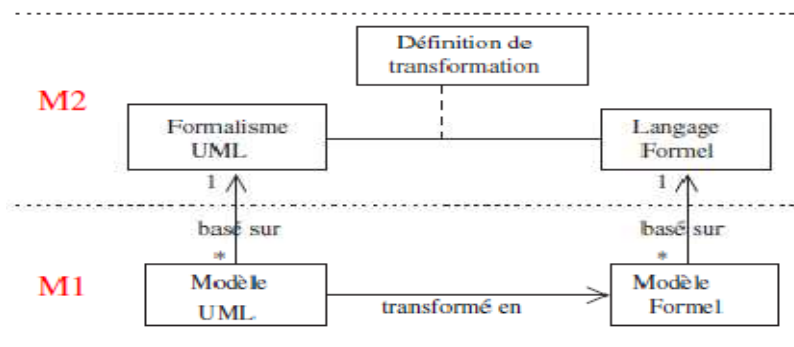 Définition de
transformation
M2
Formalisme
UML
Langage
Formel
1
1
basé sur
basé sur
*
*
M1
Modèle
UML
transformé en
Modèle
Formel